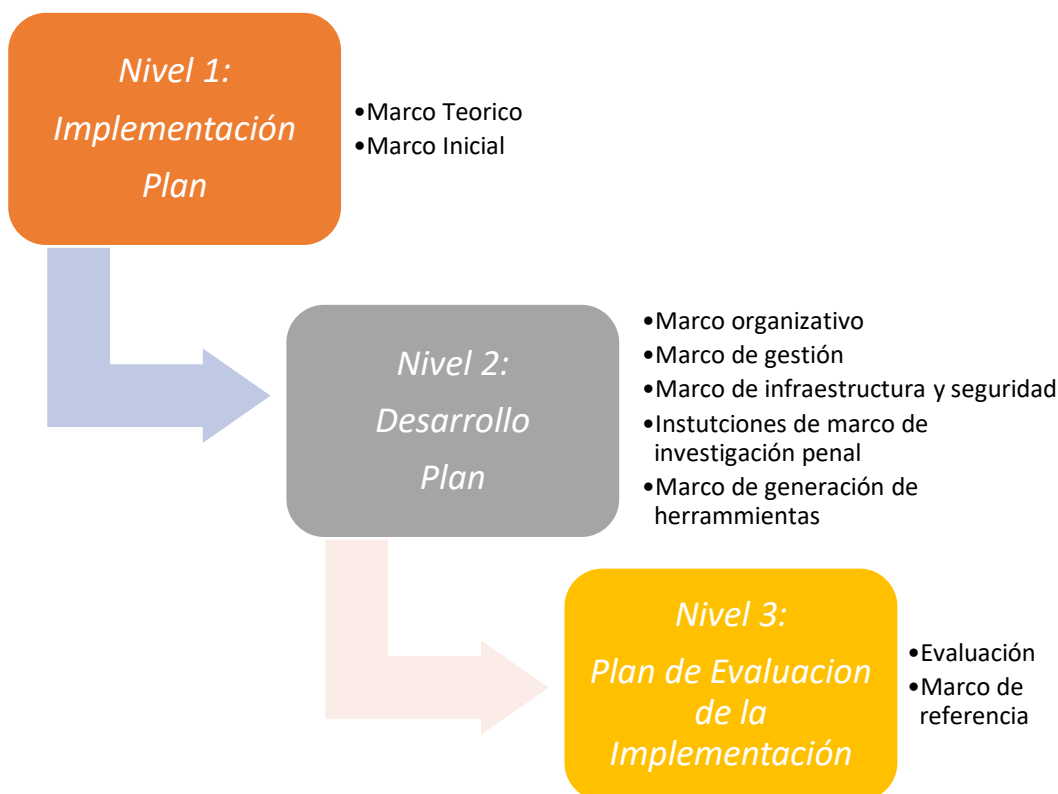 Nivel 1:
Implementación
Plan
•Marco Teorico
•Marco Inicial
Nivel 2:
Desarrollo
Plan
•Marco organizativo
•Marco de gestión
•Marco de infraestructura y seguridad
•Instutciones de marco de
investigación penal
•Marco de generación de
herrammientas
Nivel 3:
Plan de Evaluacion
de la
Implementación
•Evaluación
•Marco de
referencia